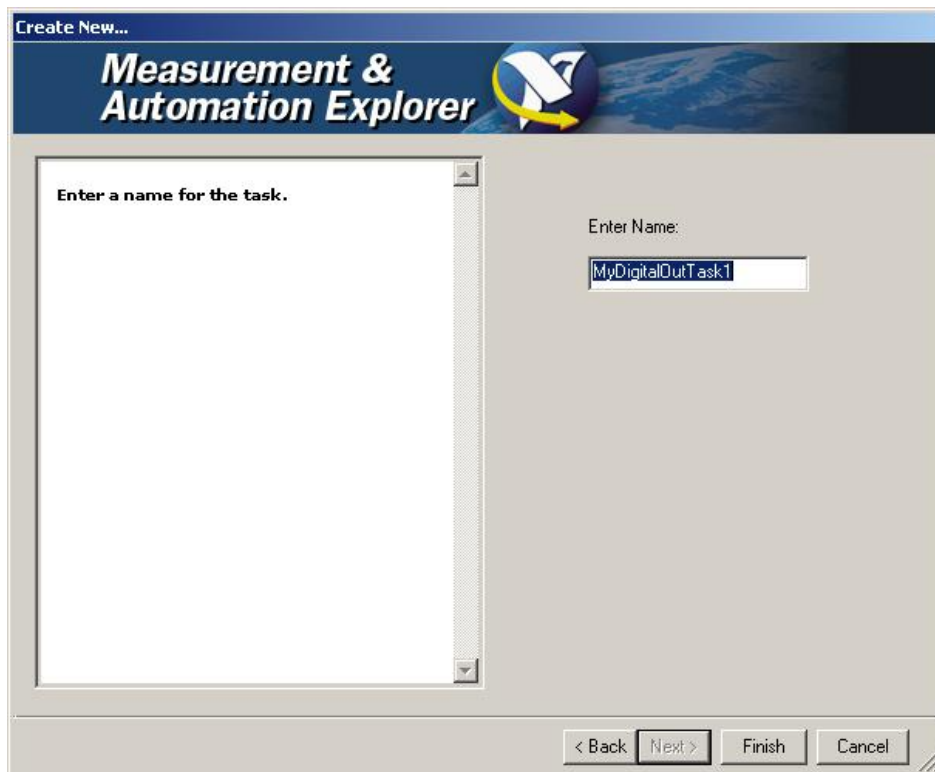 Create New...
Measurement &
Automation Explorer
Enter a name for the task.
Enter Name:
MyDigitalOutTask1
< Back
Next >
Finish
Cancel